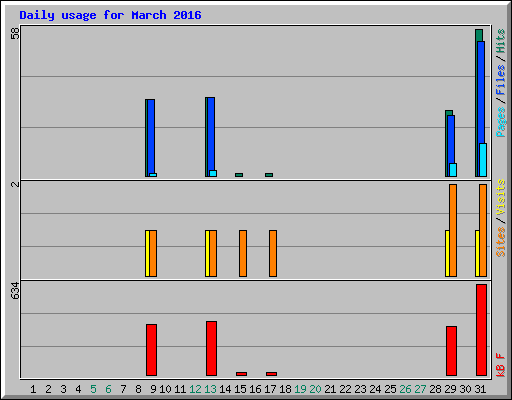 Daily usage for March 2016
58
2
634
Pages / Files / Hits
Sites / Visits
kB F
1 2 3 4 5 6 7 8 9 10 11 12 13 14 15 16 17 18 19 20 21 22 23 24 25 26 27 28 29 30 31